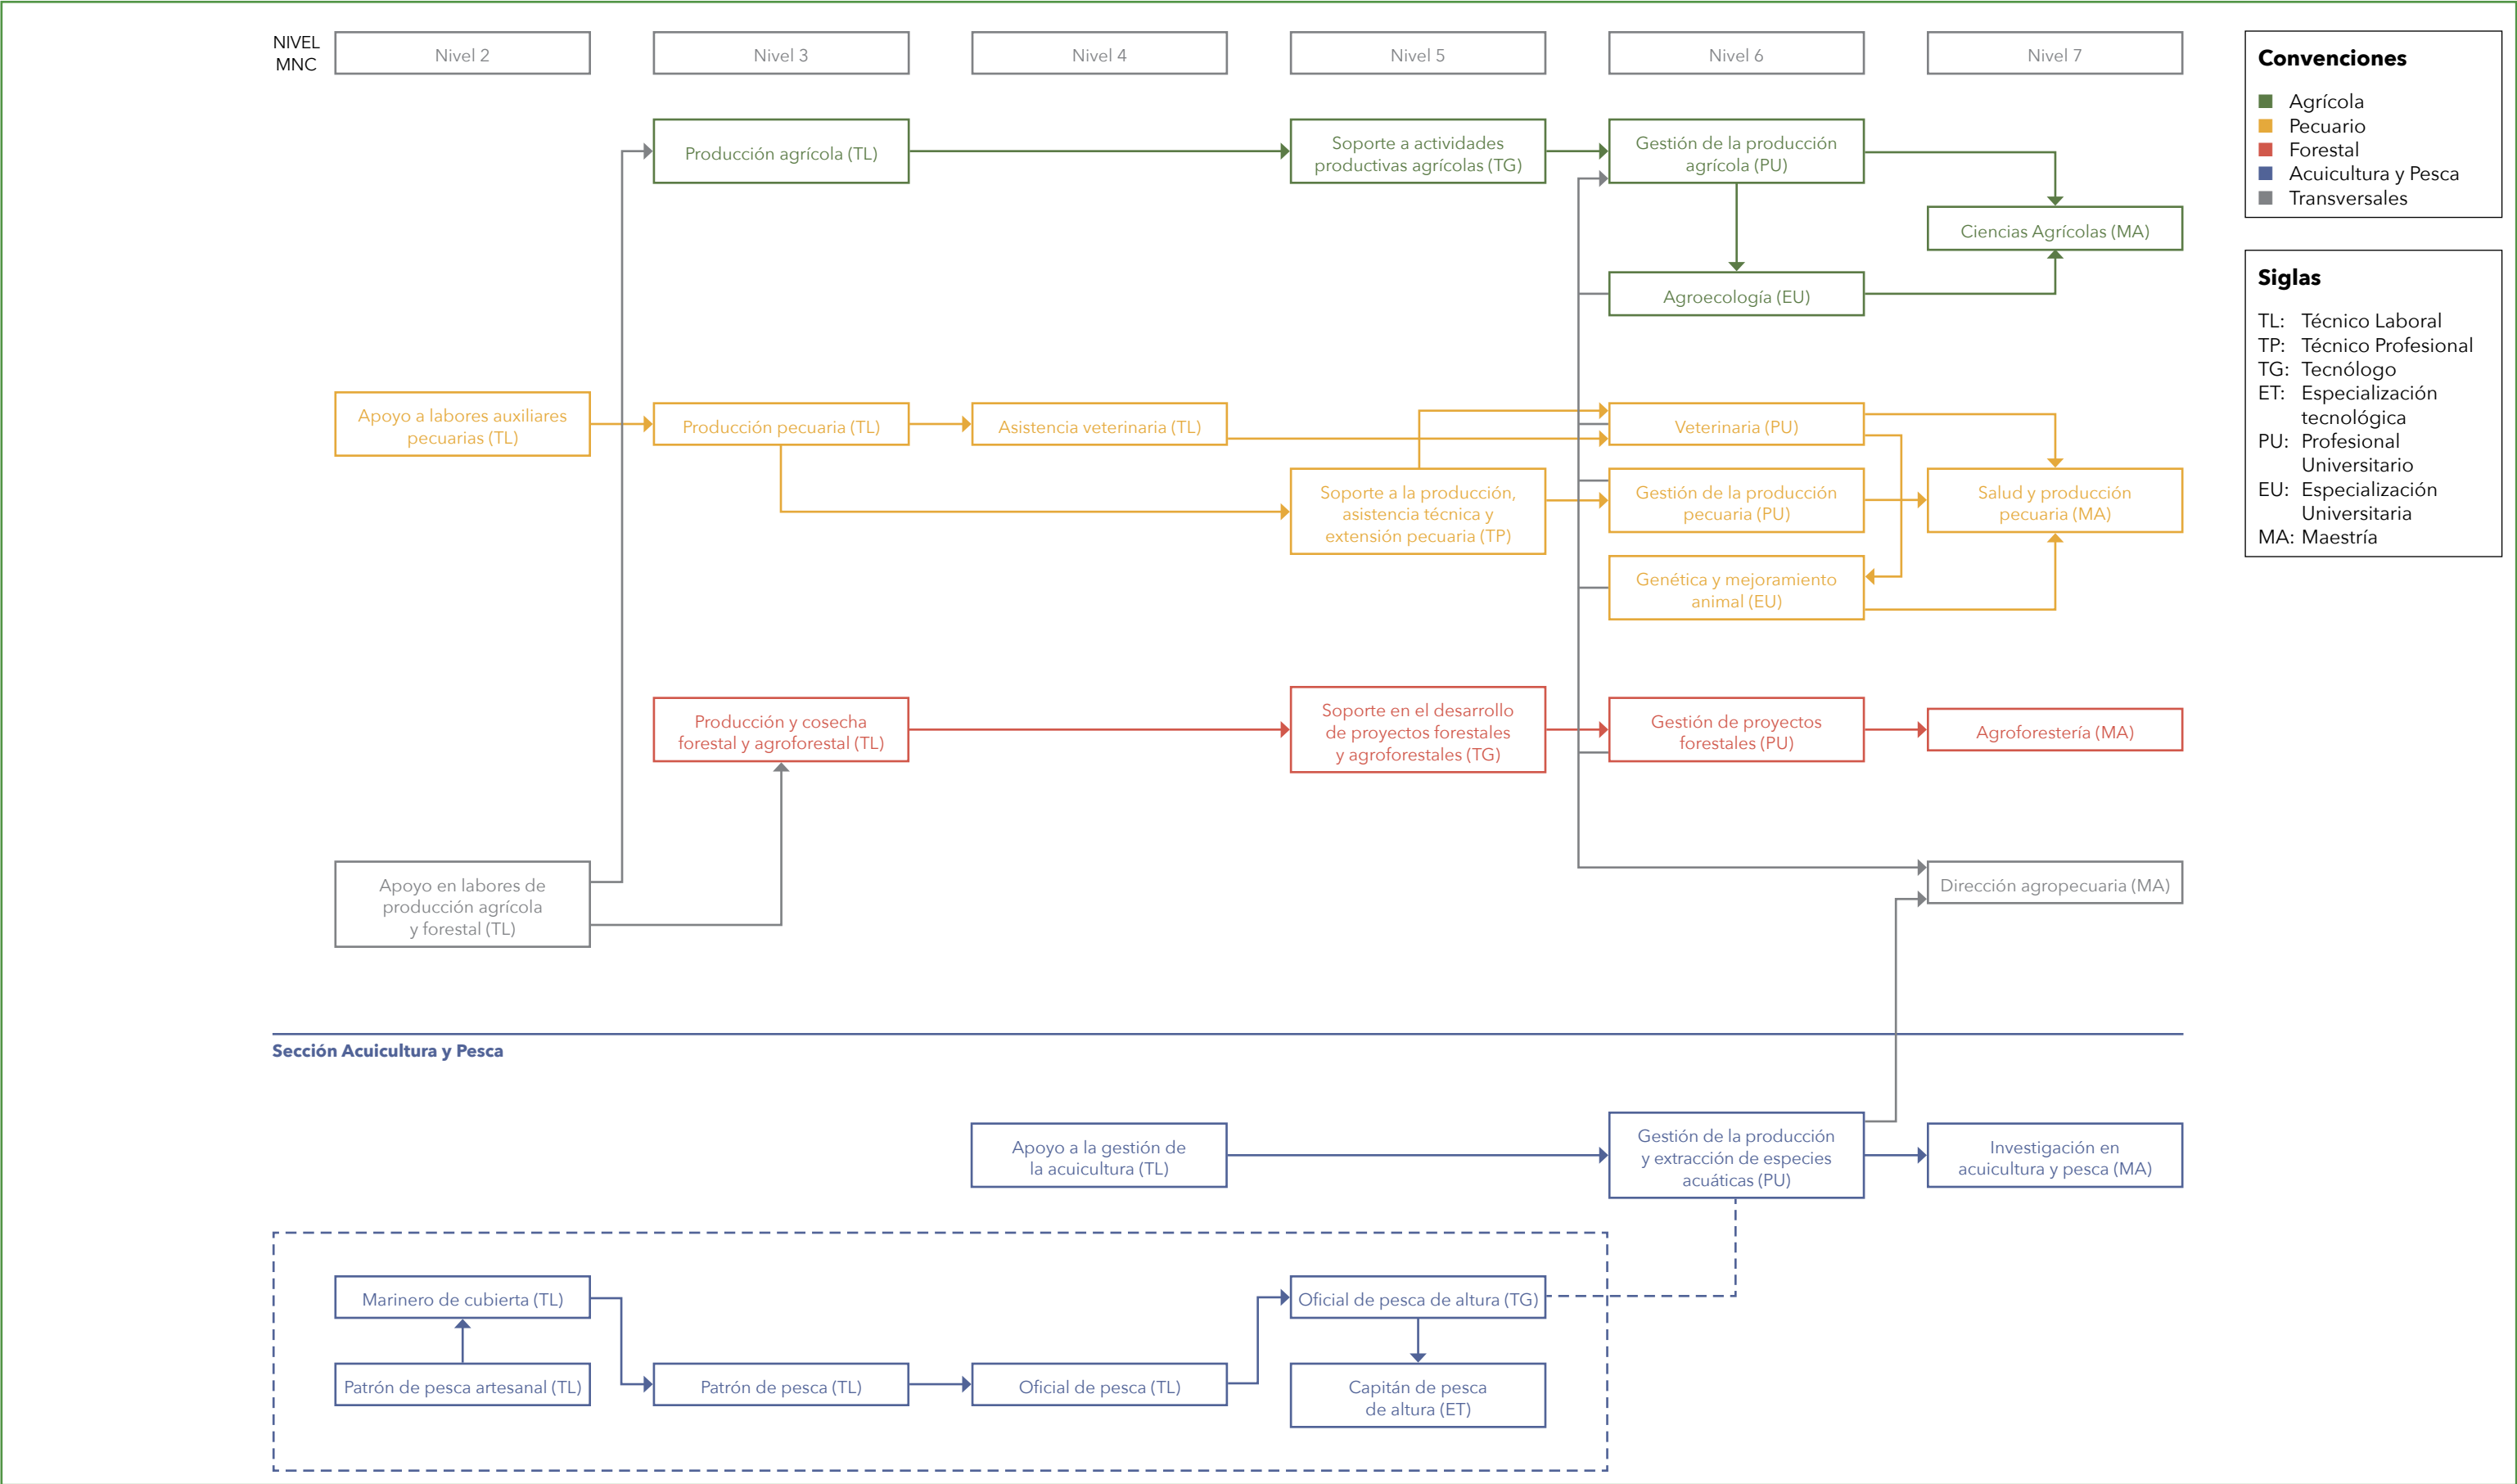 NIVEL
MNC
Nivel 2
Nivel 3
Nivel 4
Nivel 5
Nivel 6
Nivel 7
Convenciones
Agrícola
Pecuario
Forestal
Acuicultura y Pesca
Transversales
Siglas
TL: Técnico Laboral
TP: Técnico Profesional
TG: Tecnólogo
ET: Especialización
tecnológica
PU: Profesional
Universitario
EU: Especialización
Universitaria
MA: Maestría
Producción agrícola (TL)
Soporte a actividades
productivas agrícolas (TG)
Gestión de la producción
agrícola (PU)
Ciencias Agrícolas (MA)
Agroecología (EU)
Apoyo a labores auxiliares
pecuarias (TL)
Producción pecuaria (TL)
Asistencia veterinaria (TL)
Veterinaria (PU)
Soporte a la producción,
asistencia técnica y
extensión pecuaria (TP)
Gestión de la producción
pecuaria (PU)
Salud y producción
pecuaria (MA)
Genética y mejoramiento
animal (EU)
Producción y cosecha
forestal y agroforestal (TL)
Soporte en el desarrollo
de proyectos forestales
y agroforestales (TG)
Gestión de proyectos
forestales (PU)
Agroforestería (MA)
Apoyo en labores de
producción agrícola
y forestal (TL)
Dirección agropecuaria (MA)
Sección Acuicultura y Pesca
Apoyo a la gestión de
la acuicultura (TL)
Gestión de la producción
y extracción de especies
acuáticas (PU)
Investigación en
acuicultura y pesca (MA)
Marinero de cubierta (TL)
Oficial de pesca de altura (TG)
Patrón de pesca artesanal (TL)
Patrón de pesca (TL)
Oficial de pesca (TL)
Capitán de pesca
de altura (ET)